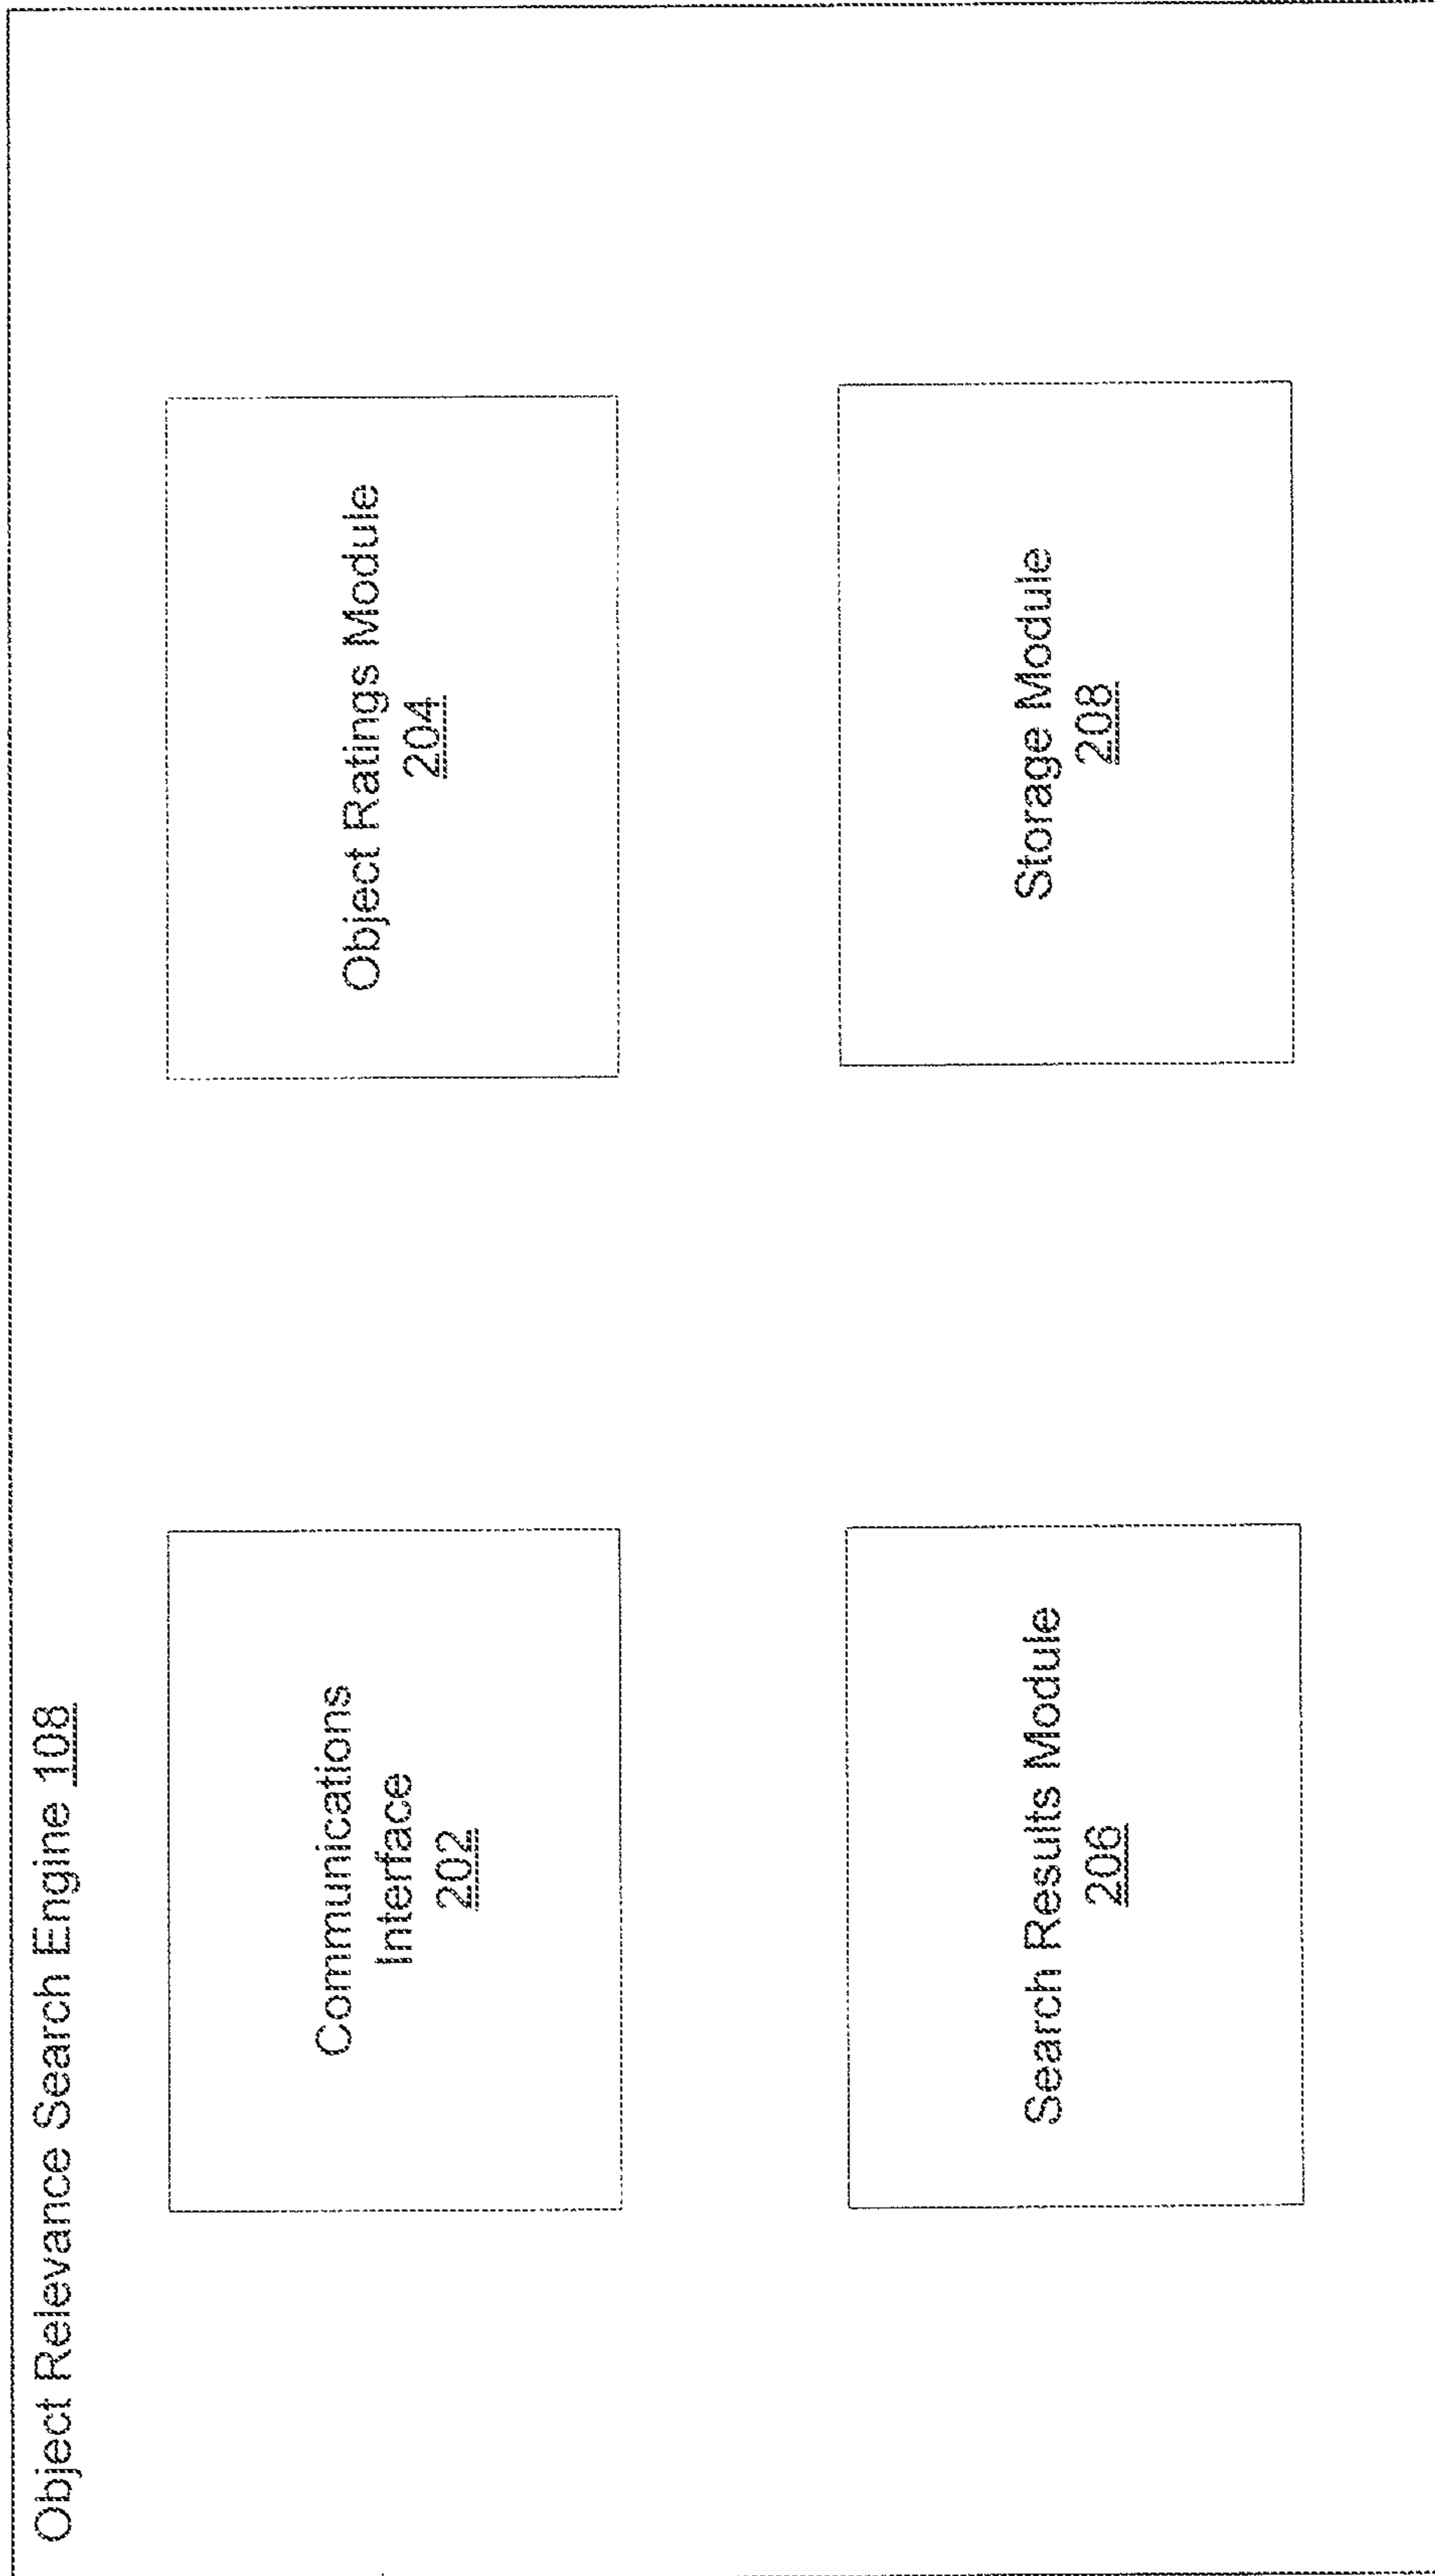 Object Relevance Search Engine 108
Communications
Interface
202
Object Ratings Module
204
Search Results Module
206
Storage Module
208